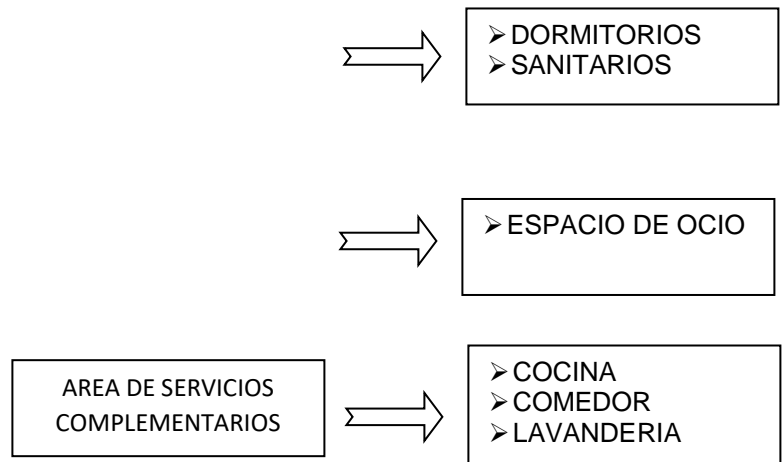 ➢ DORMITORIOS
➢ SANITARIOS
➢ ESPACIO DE OCIO
AREA DE SERVICIOS
COMPLEMENTARIOS
➢ COCINA
➢ COMEDOR
➢ LAVANDERIA